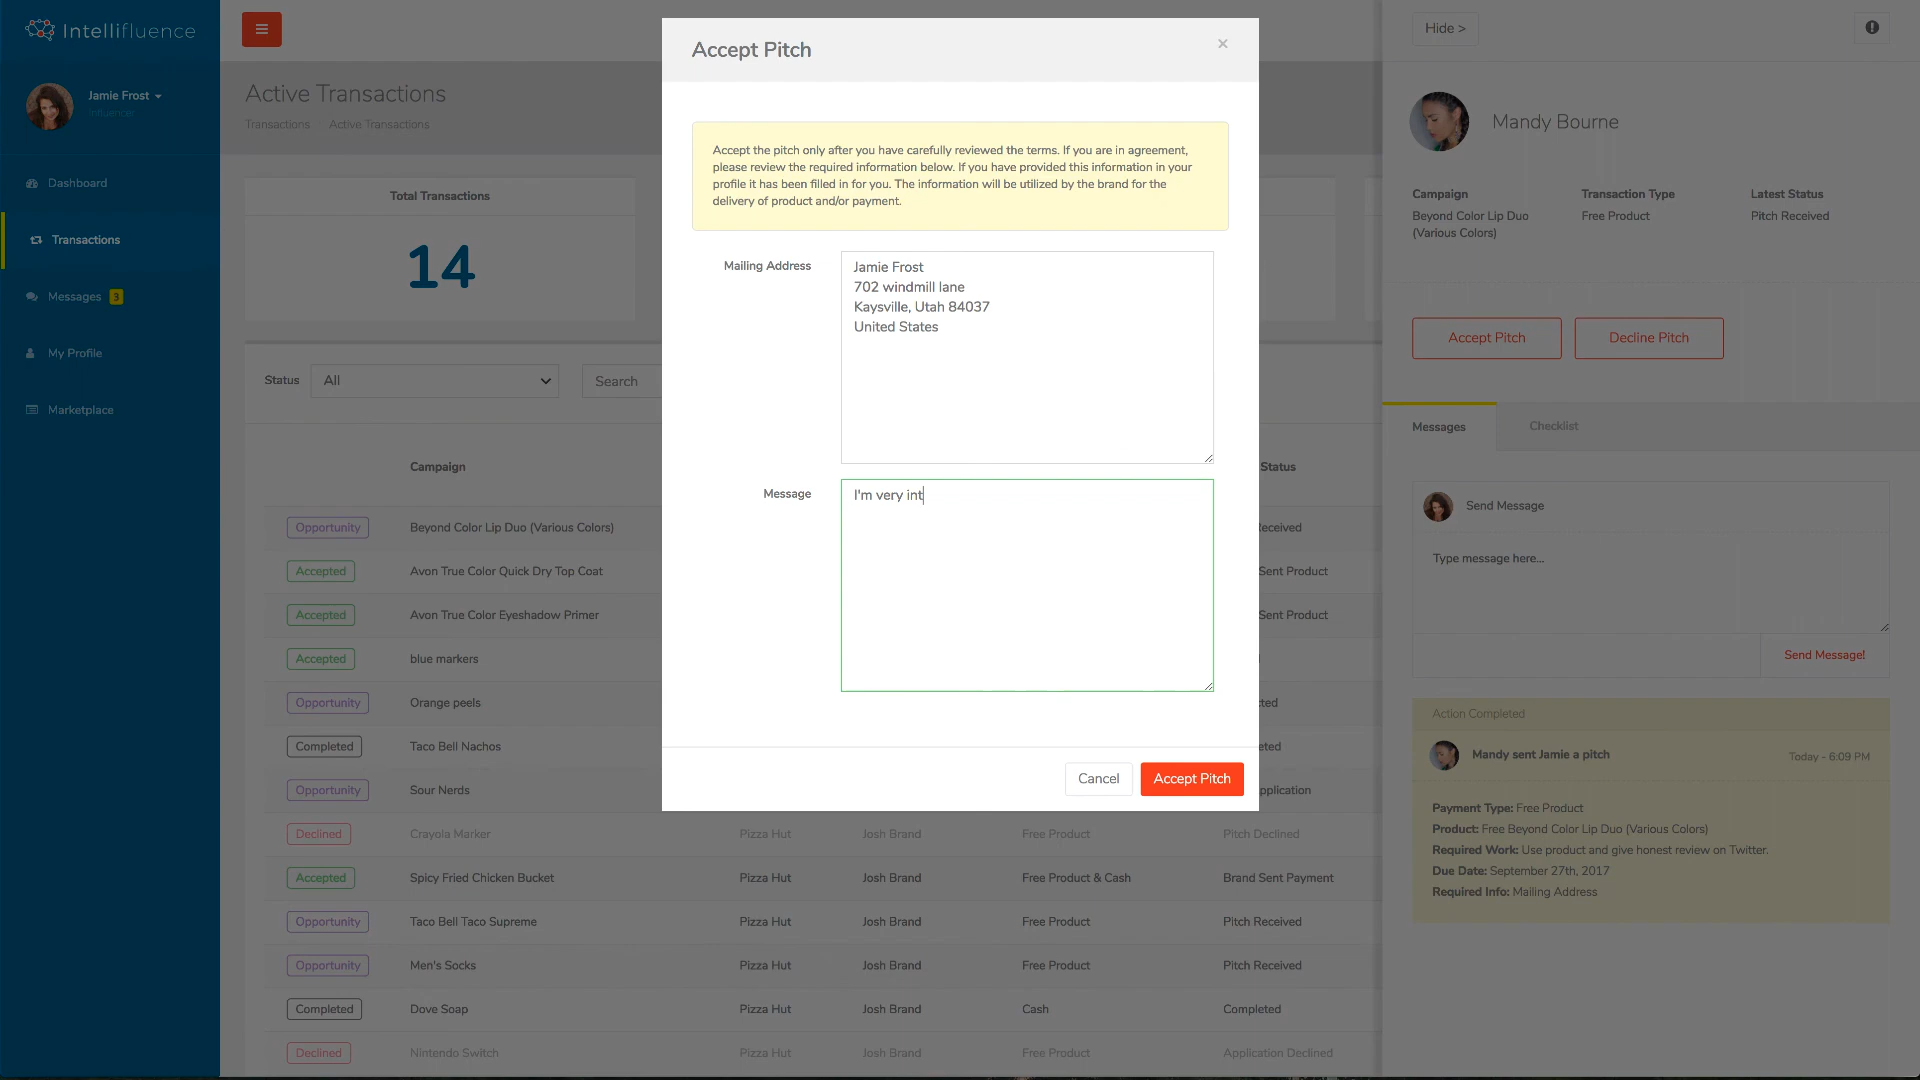 Intellifluence
Jamie Frost
Influencer
Dashboard
Transactions
Messages 3
My Profile
Marketplace
Active Transactions
Transactions Active Transactions
Total Transactions
14
Status All Search
Campaign Status
Opportunity Beyond Color Lip Duo (Various Colors) eceived
Accepted Avon True Color Quick Dry Top Coat Sent Product
Accepted Avon True Color Eyeshadow Primer Sent Product
Accepted blue markers
Opportunity Orange peels ted
Completed Taco Bell Nachos eted
Opportunity Sour Nerds pplication
Declined Crayola Marker Pizza Hut Josh Brand Free Product Pitch Declined
Accepted Spicy Fried Chicken Bucket Pizza Hut Josh Brand Free Product & Cash Brand Sent Payment
Opportunity Taco Bell Taco Supreme Pizza Hut Josh Brand Free Product Pitch Received
Opportunity Men's Socks Pizza Hut Josh Brand Free Product Pitch Received
Completed Dove Soap Pizza Hut Josh Brand Cash Completed
Declined Nintendo Switch Pizza Hut Josh Brand Free Product Application Declined
Accept Pitch
×
Accept the pitch only after you have carefully reviewed the terms. If you are in agreement,
please review the required information below. If you have provided this information in your
profile it has been filled in for you. The information will be utilized by the brand for the
delivery of product and/or payment.
Mailing Address
Jamie Frost
702 windmill lane
Kaysville, Utah 84037
United States
Message
I'm very int
Cancel Accept Pitch
Hide >
Mandy Bourne
Campaign Transaction Type Latest Status
Beyond Color Lip Duo Free Product Pitch Received
(Various Colors)
Accept Pitch Decline Pitch
Messages Checklist
Send Message
Type message here...
Send Message!
Action Completed
Mandy sent Jamie a pitch Today - 6:09 PM
Payment Type: Free Product
Product: Free Beyond Color Lip Duo (Various Colors)
Required Work: Use product and give honest review on Twitter.
Due Date: September 27th, 2017
Required Info: Mailing Address